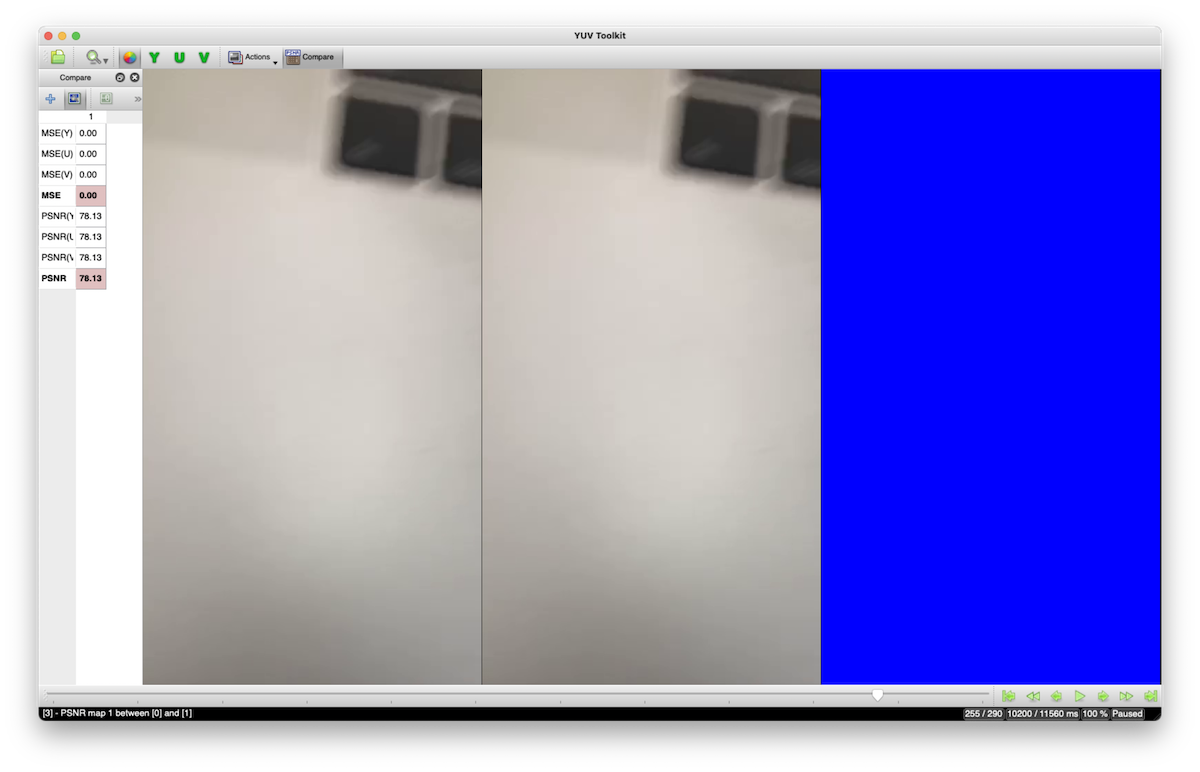 YUV Toolkit
Y U V Actions Compare
Compare
»
1
MSE(Y) 0.00
MSE(U) 0.00
MSE(V) 0.00
MSE 0.00
PSNR(Y 78.13
PSNR(U 78.13
PSNR(V 78.13
PSNR 78.13
[3] - PSNR map 1 between [0] and [1] 255 / 290 10200 / 11560 ms 100 % Paused